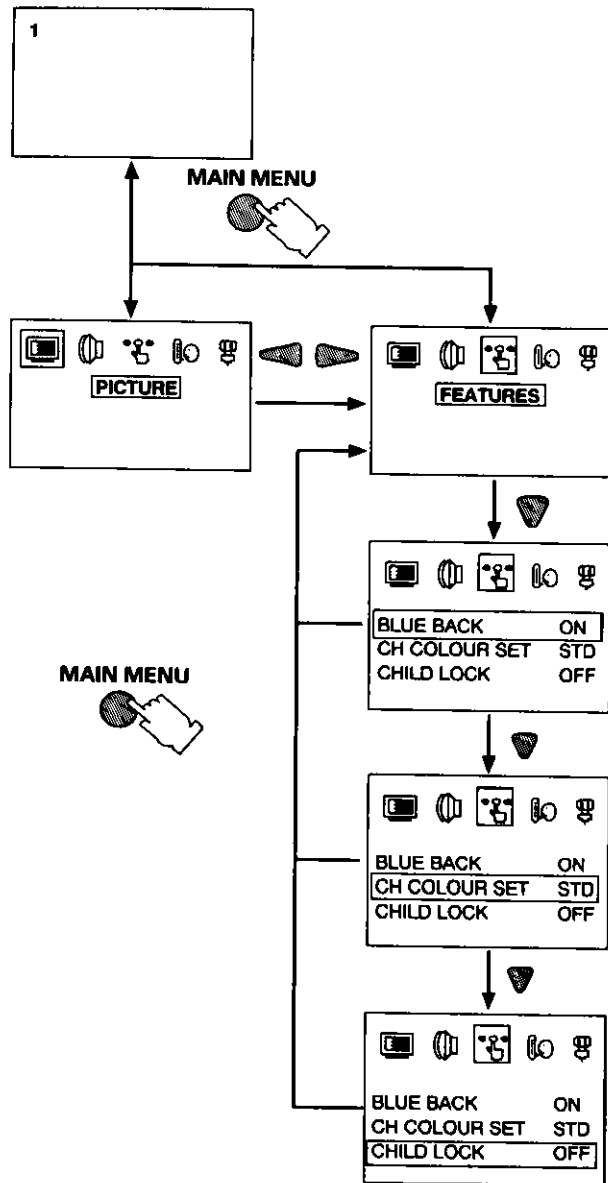 1
MAIN MENU
PICTURE
FEATURES
BLUE BACK ON
CH COLOUR SET STD
CHILD LOCK OFF
MAIN MENU
BLUE BACK ON
CH COLOUR SET STD
CHILD LOCK OFF
BLUE BACK ON
CH COLOUR SET STD
CHILD LOCK OFF